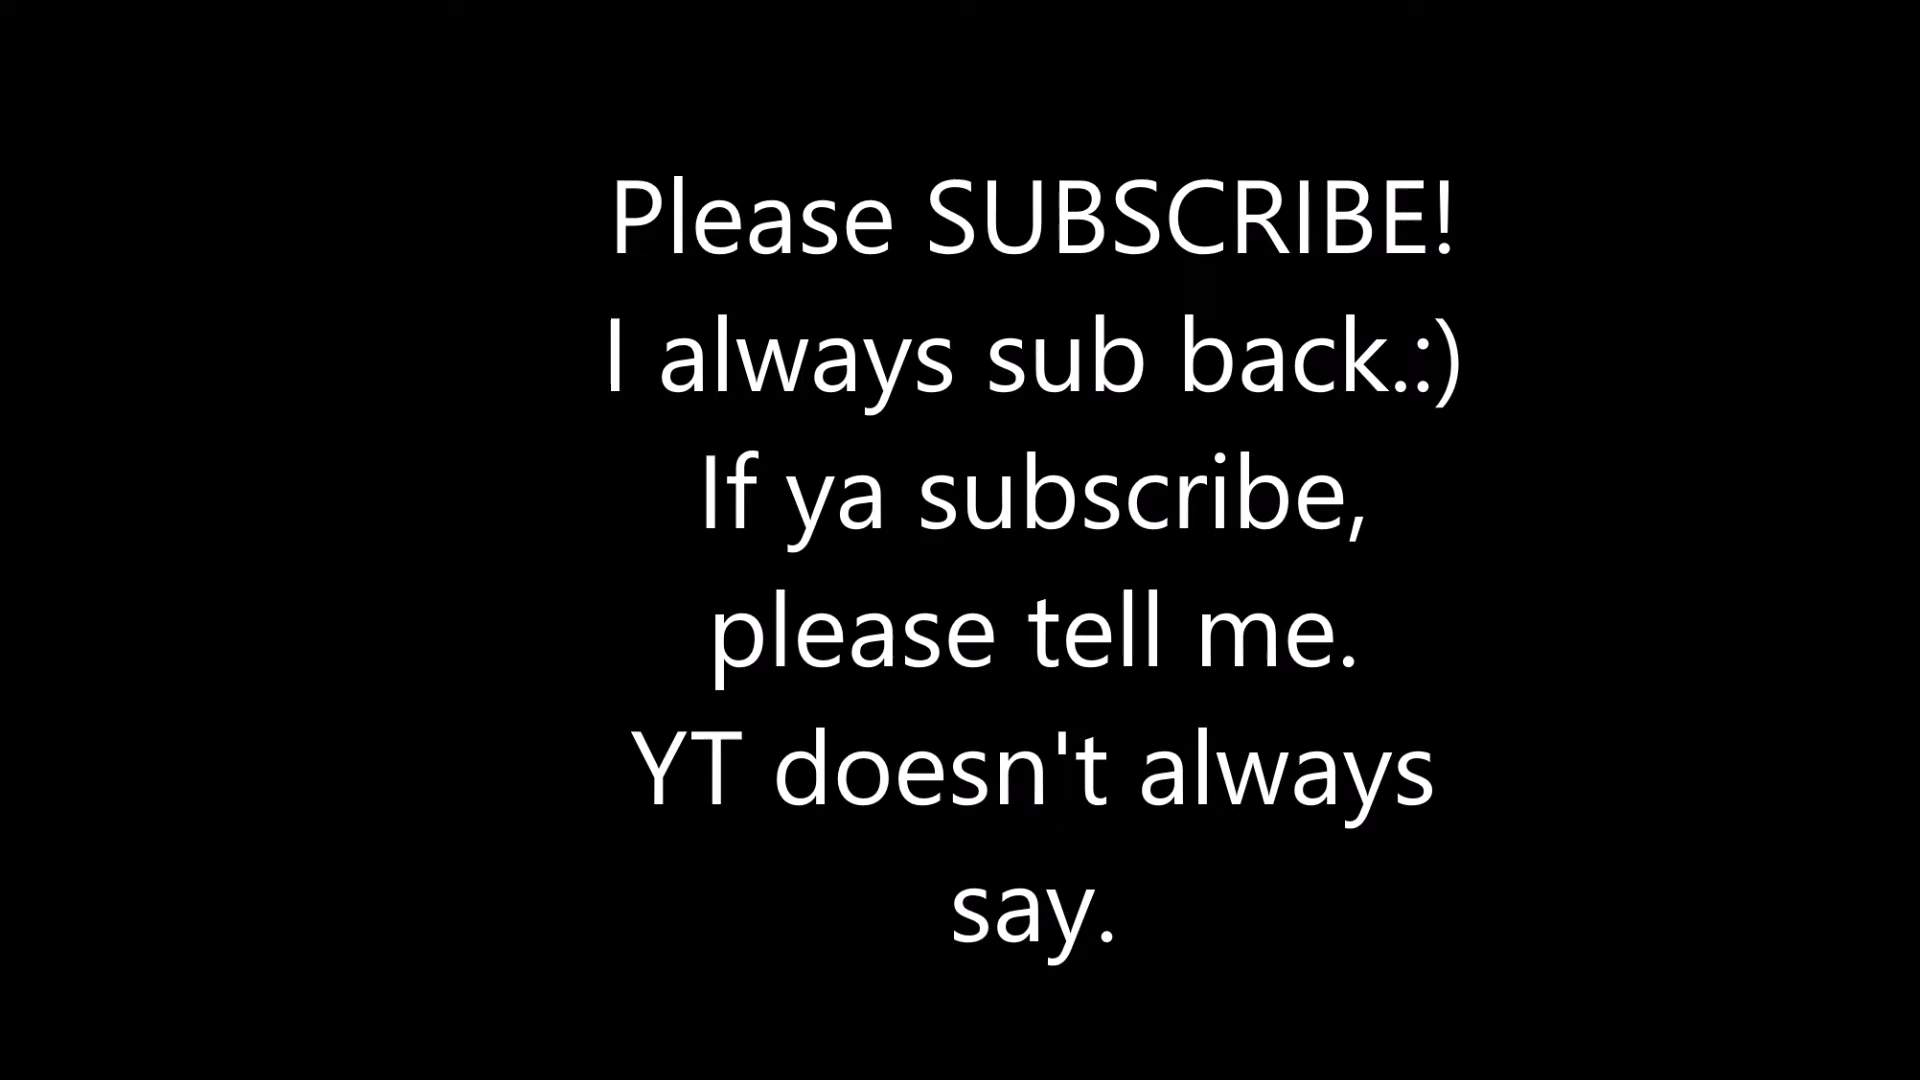 Please SUBSCRIBE!
I always sub back.:)
If ya subscribe,
please tell me.
YT doesn't always
say.